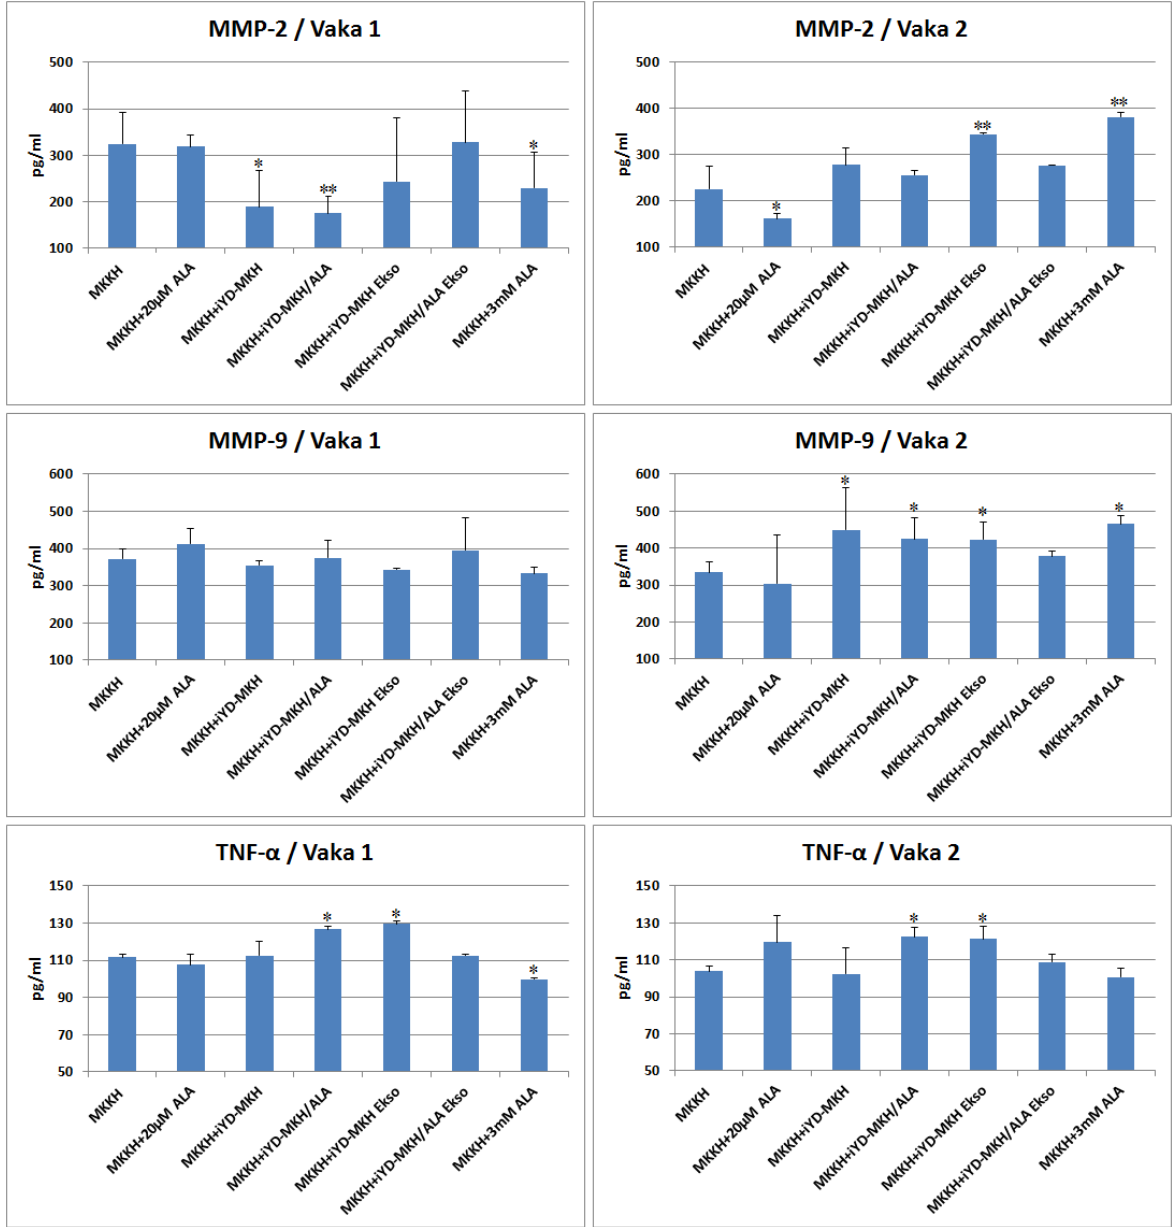 MMP-2 / Vaka 1
pg/ml
500
400
300
200
100
*
**
*
MKKH
MKKH+20µM ALA
MKKH+iYD-MKH
MKKH+iYD-MKH/ALA
MKKH+iYD-MKH Ekso
MKKH+iYD-MKH/ALA Ekso
MKKH+3mM ALA
MMP-2 / Vaka 2
pg/ml
500
400
300
200
100
*
**
**
MKKH
MKKH+20µM ALA
MKKH+iYD-MKH
MKKH+iYD-MKH/ALA
MKKH+iYD-MKH Ekso
MKKH+iYD-MKH/ALA Ekso
MKKH+3mM ALA
MMP-9 / Vaka 1
pg/ml
600
500
400
300
200
100
MKKH
MKKH+20µM ALA
MKKH+iYD-MKH
MKKH+iYD-MKH/ALA
MKKH+iYD-MKH Ekso
MKKH+iYD-MKH/ALA Ekso
MKKH+3mM ALA
MMP-9 / Vaka 2
pg/ml
600
500
400
300
200
100
*
*
*
*
MKKH
MKKH+20µM ALA
MKKH+iYD-MKH
MKKH+iYD-MKH/ALA
MKKH+iYD-MKH Ekso
MKKH+iYD-MKH/ALA Ekso
MKKH+3mM ALA
TNF-α / Vaka 1
pg/ml
150
130
110
90
70
50
*
*
*
MKKH
MKKH+20µM ALA
MKKH+iYD-MKH
MKKH+iYD-MKH/ALA
MKKH+iYD-MKH Ekso
MKKH+iYD-MKH/ALA Ekso
MKKH+3mM ALA
TNF-α / Vaka 2
pg/ml
150
130
110
90
70
50
*
*
MKKH
MKKH+20µM ALA
MKKH+iYD-MKH
MKKH+iYD-MKH/ALA
MKKH+iYD-MKH Ekso
MKKH+iYD-MKH/ALA Ekso
MKKH+3mM ALA